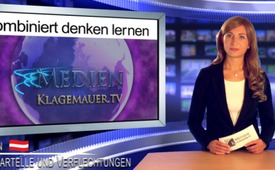 ombiniert denken lernen
MEDIEN
KLAGEMAUER.TV
N
ARTELLE UND VERFLECHTUNGEN